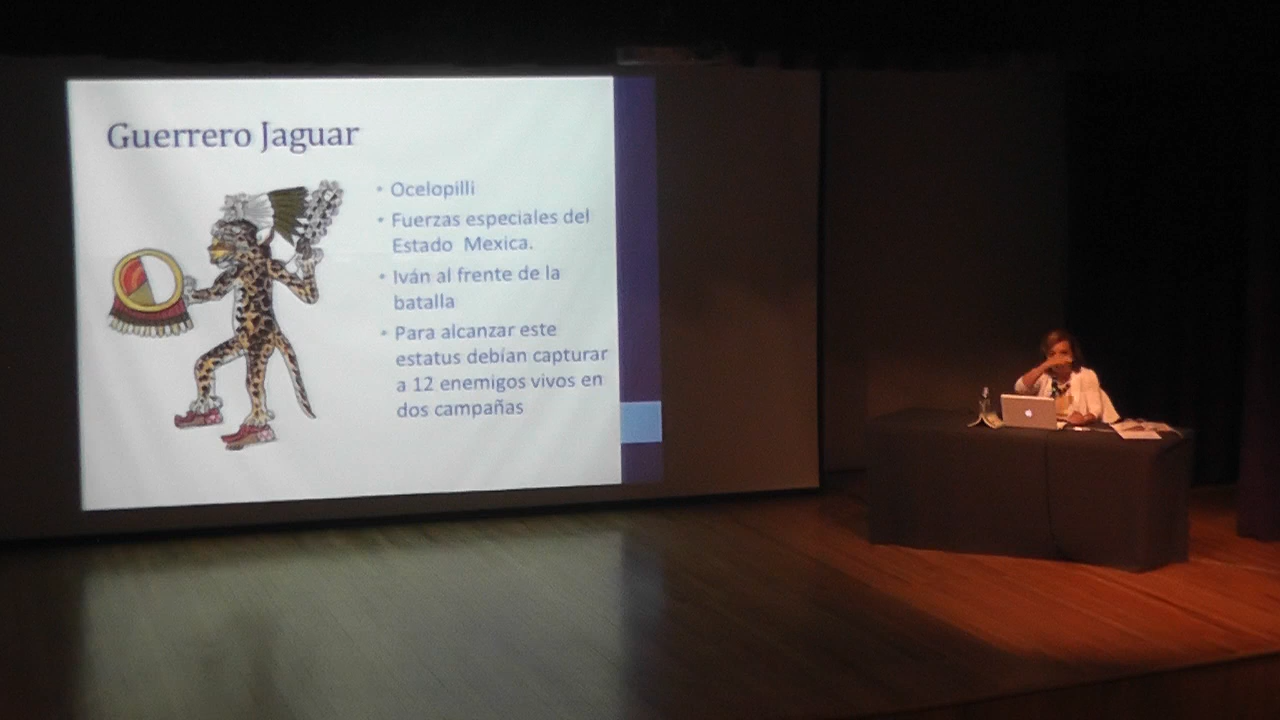 Guerrero Jaguar
• Ocelopilli
• Fuerzas especiales del
Estado Mexica.
• Iván al frente de la
batalla
• Para alcanzar este
estatus debían capturar
a 12 enemigos vivos en
dos campañas